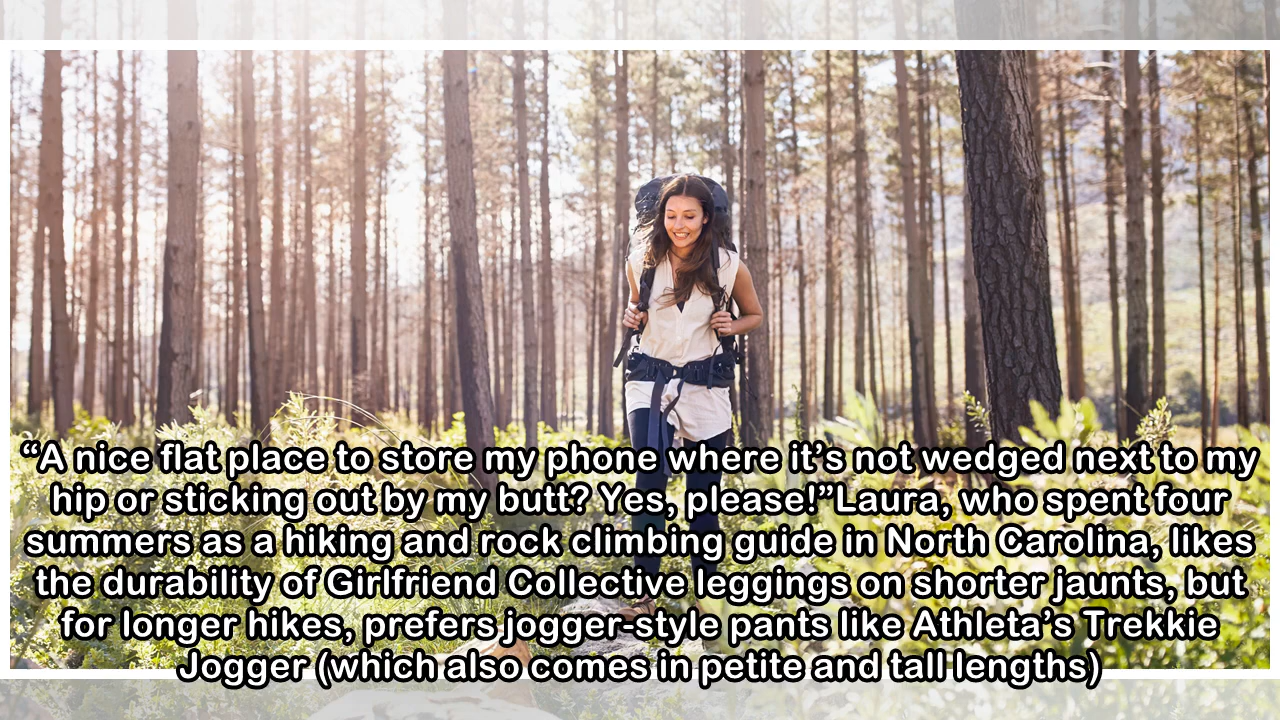 “A nice flat place to store my phone where it’s not wedged next to my
hip or sticking out by my butt? Yes, please!”Laura, who spent four
summers as a hiking and rock climbing guide in North Carolina, likes
the durability of Girlfriend Collective leggings on shorter jaunts, but
for longer hikes, prefers jogger-style pants like Athleta’s Trekkie
Jogger (which also comes in petite and tall lengths)